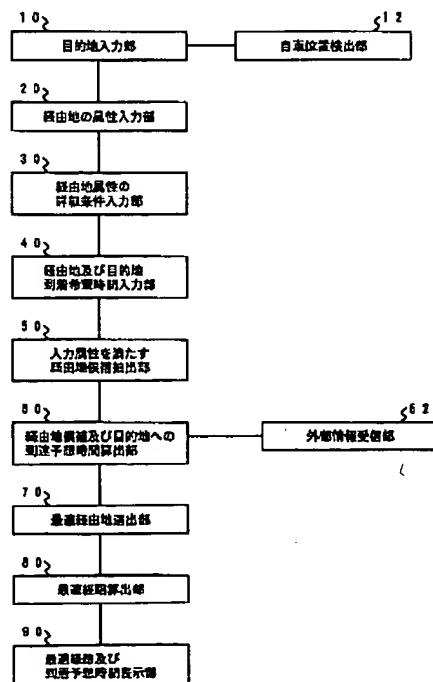 10
12
目的地入力部
自車位置検出部
20
経由地の属性入力部
30
経由地属性の
詳細条件入力部
40
経由地及び目的地
到着希望時間入力部
50
入力属性を満たす
経由地候補抽出部
60
62
経由地候補及び目的地への
到達予想時間算出部
外部情報受信部
70
最適経由地選出部
80
最適経路算出部
90
最適経路及び
到着予想時間表示部